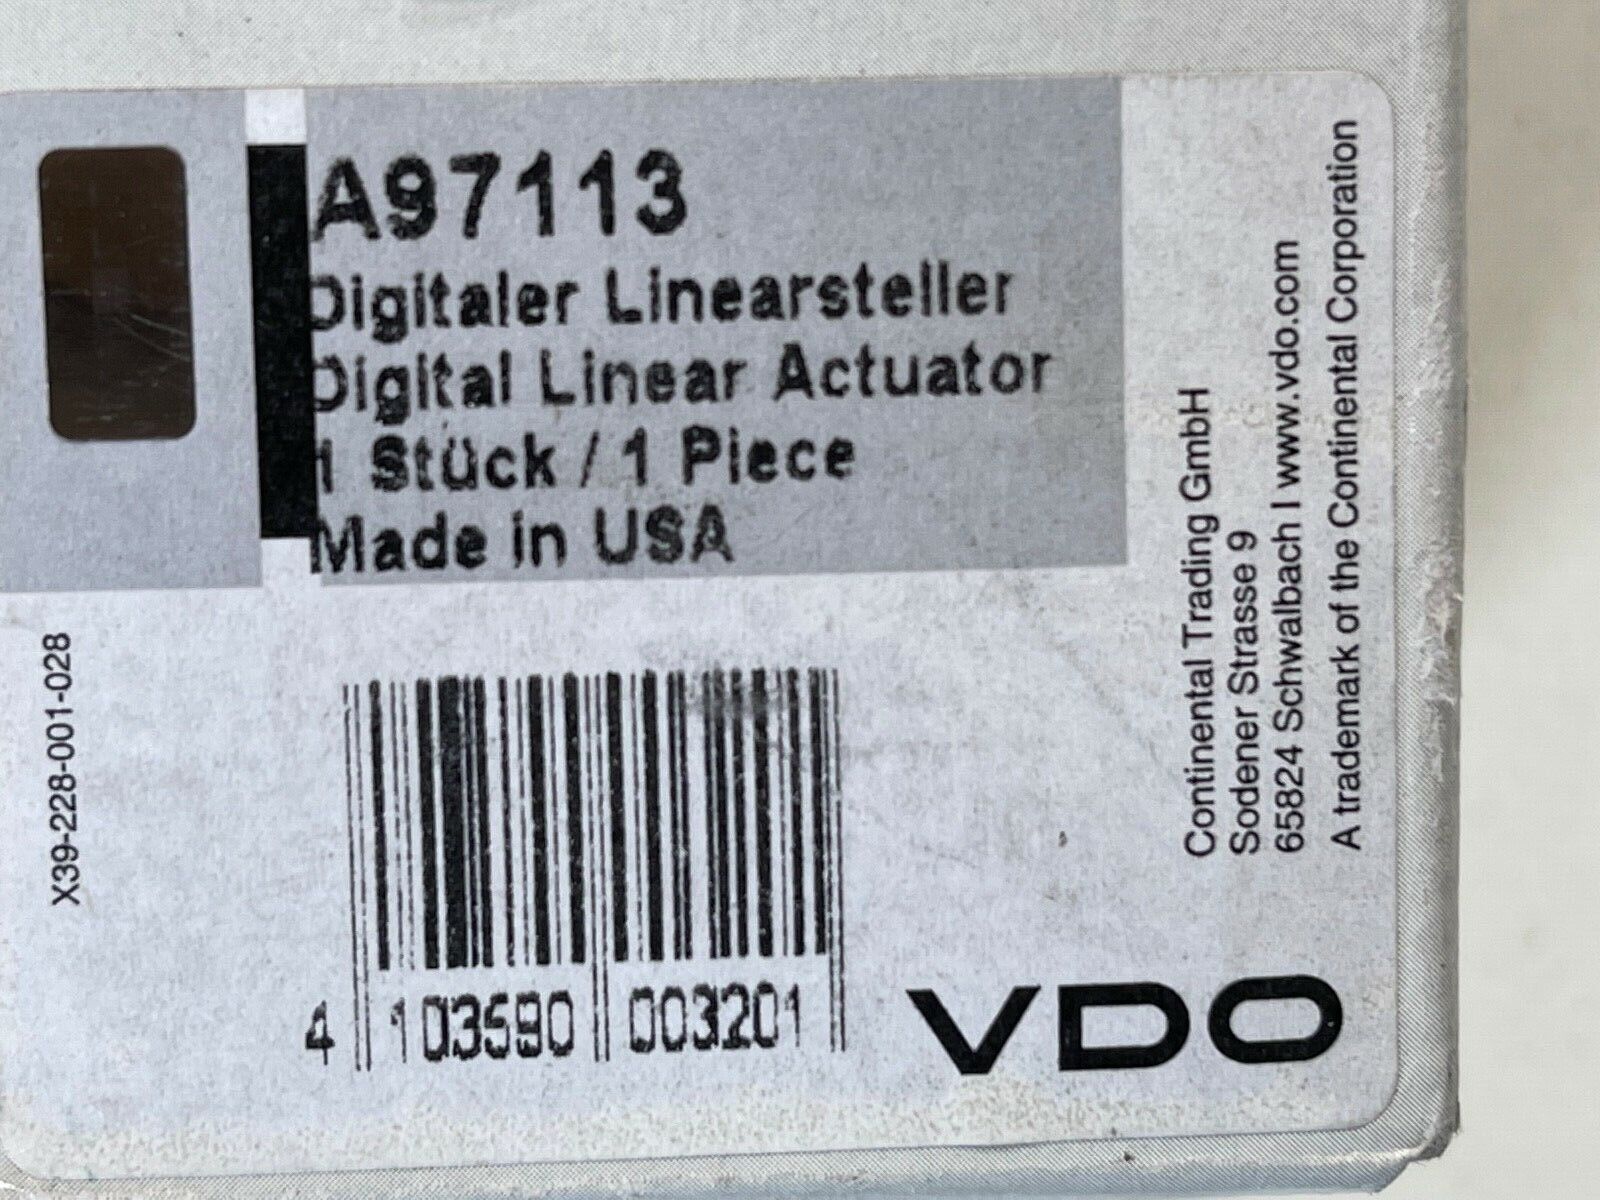 A97113
Digitaler Linearsteller
Digital Linear Actuator
1 Stück / 1 Piece
Made in USA
X39-228-001-028
4 103590 003201
Continental Trading GmbH
Sodener Strasse 9
65824 Schwalbach I www.vdo.com
A trademark of the Continental Corporation
VDO